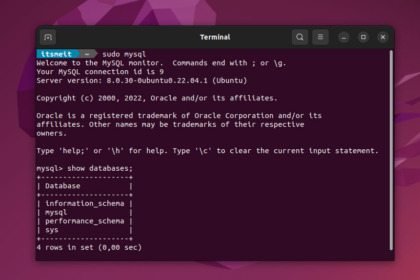 Terminal
itsmeit ~ sudo mysql
Welcome to the MySQL monitor.  Commands end with ; or \g.
Your MySQL connection id is 9
Server version: 8.0.30-0ubuntu0.22.04.1 (Ubuntu)
Copyright (c) 2000, 2022, Oracle and/or its affiliates.
Oracle is a registered trademark of Oracle Corporation and/or its
affiliates. Other names may be trademarks of their respective
owners.
Type 'help;' or '\h' for help. Type '\c' to clear the current input statement.
mysql> show databases;
+--------------------+
| Database           |
+--------------------+
| information_schema |
| mysql              |
| performance_schema |
| sys                |
+--------------------+
4 rows in set (0,00 sec)